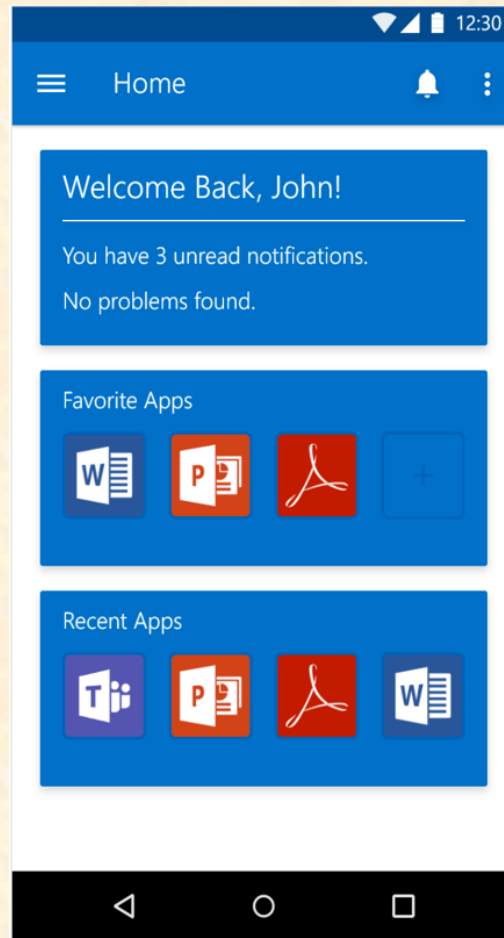 12:30
Home
Welcome Back, John!
You have 3 unread notifications.
No problems found.
Favorite Apps
W P
Recent Apps
T P W